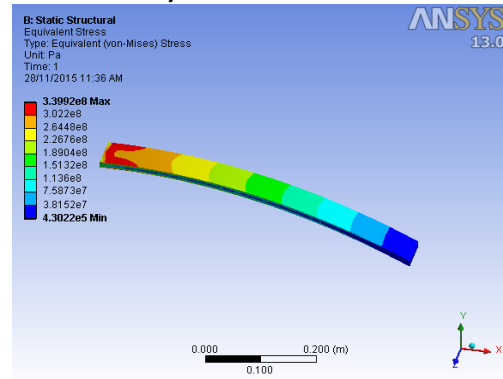 B: Static Structural
Equivalent Stress
Type: Equivalent (von-Mises) Stress
Unit: Pa
Time: 1
28/11/2015 11:36 AM
ANSYS
13.0
3.3992e8 Max
3.022e8
2.6448e8
2.2676e8
1.8904e8
1.5132e8
1.136e8
7.5873e7
3.8152e7
4.3022e5 Min
0.000
0.200 (m)
0.100
Y
X
Z